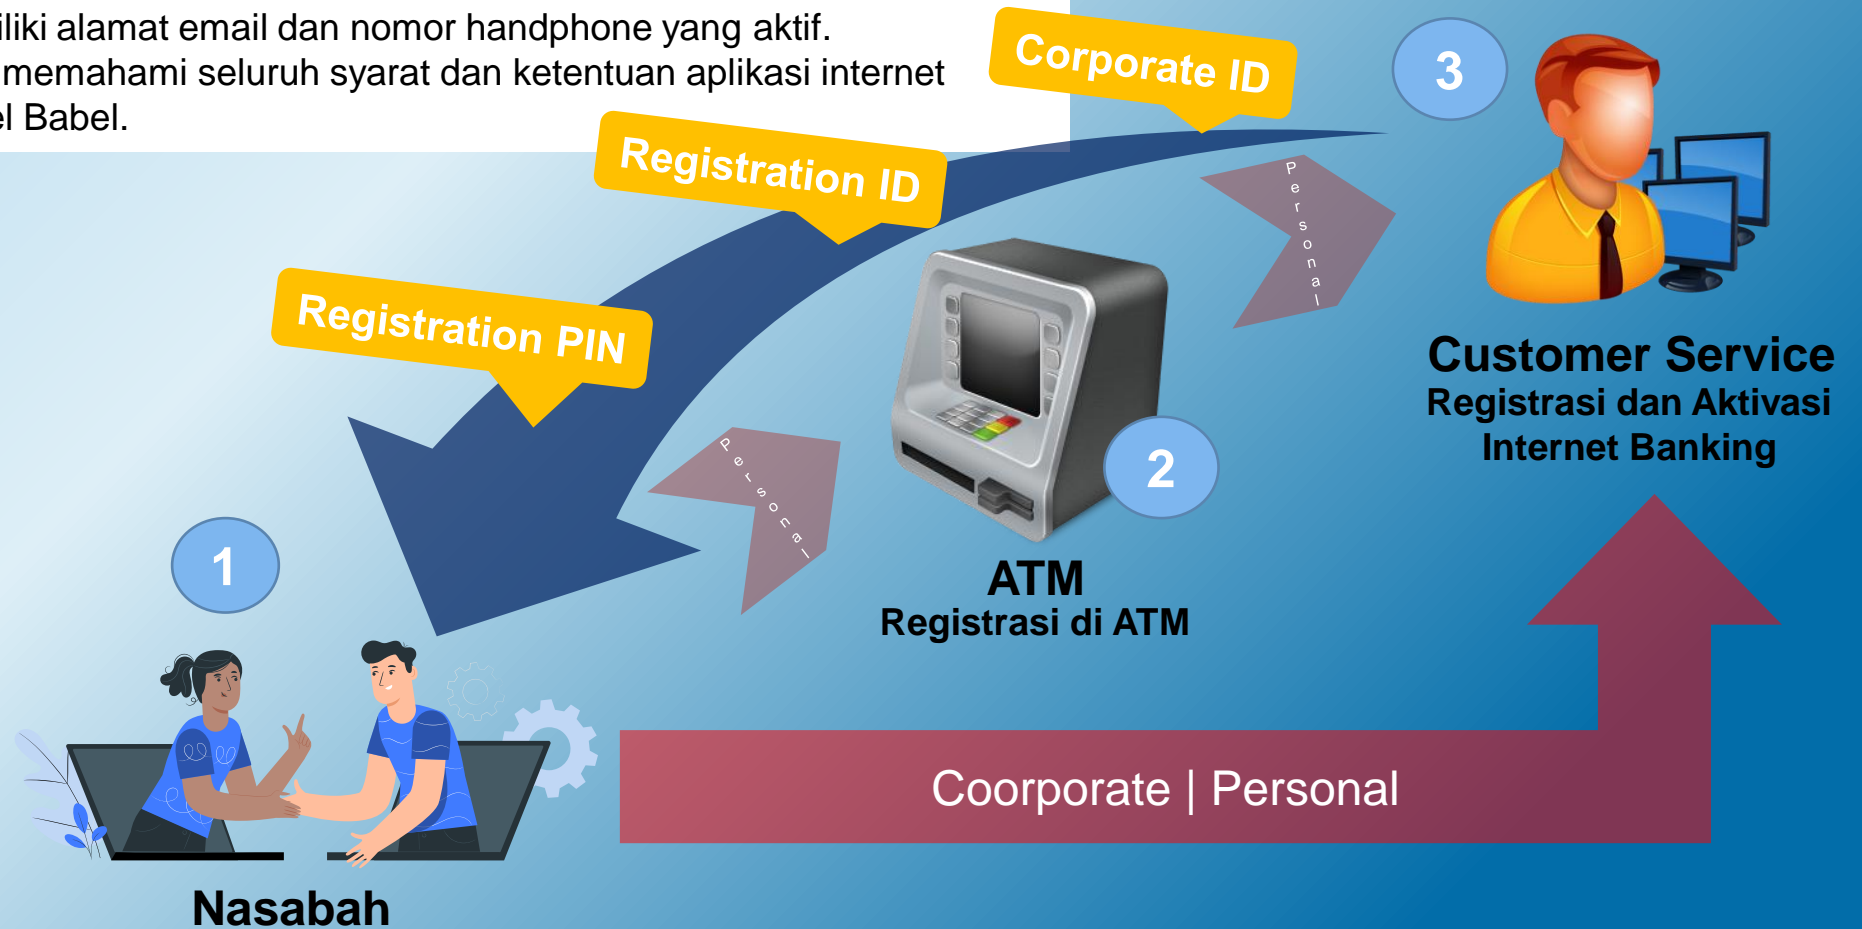 alamat email dan nomor handphone yang aktif.
memahami seluruh syarat dan ketentuan aplikasi internet
Babel.
Corporate ID
3
Registration ID
Personal
Registration PIN
Customer Service
Registrasi dan Aktivasi
Internet Banking
Personal
2
1
ATM
Registrasi di ATM
Coorporate | Personal
Nasabah